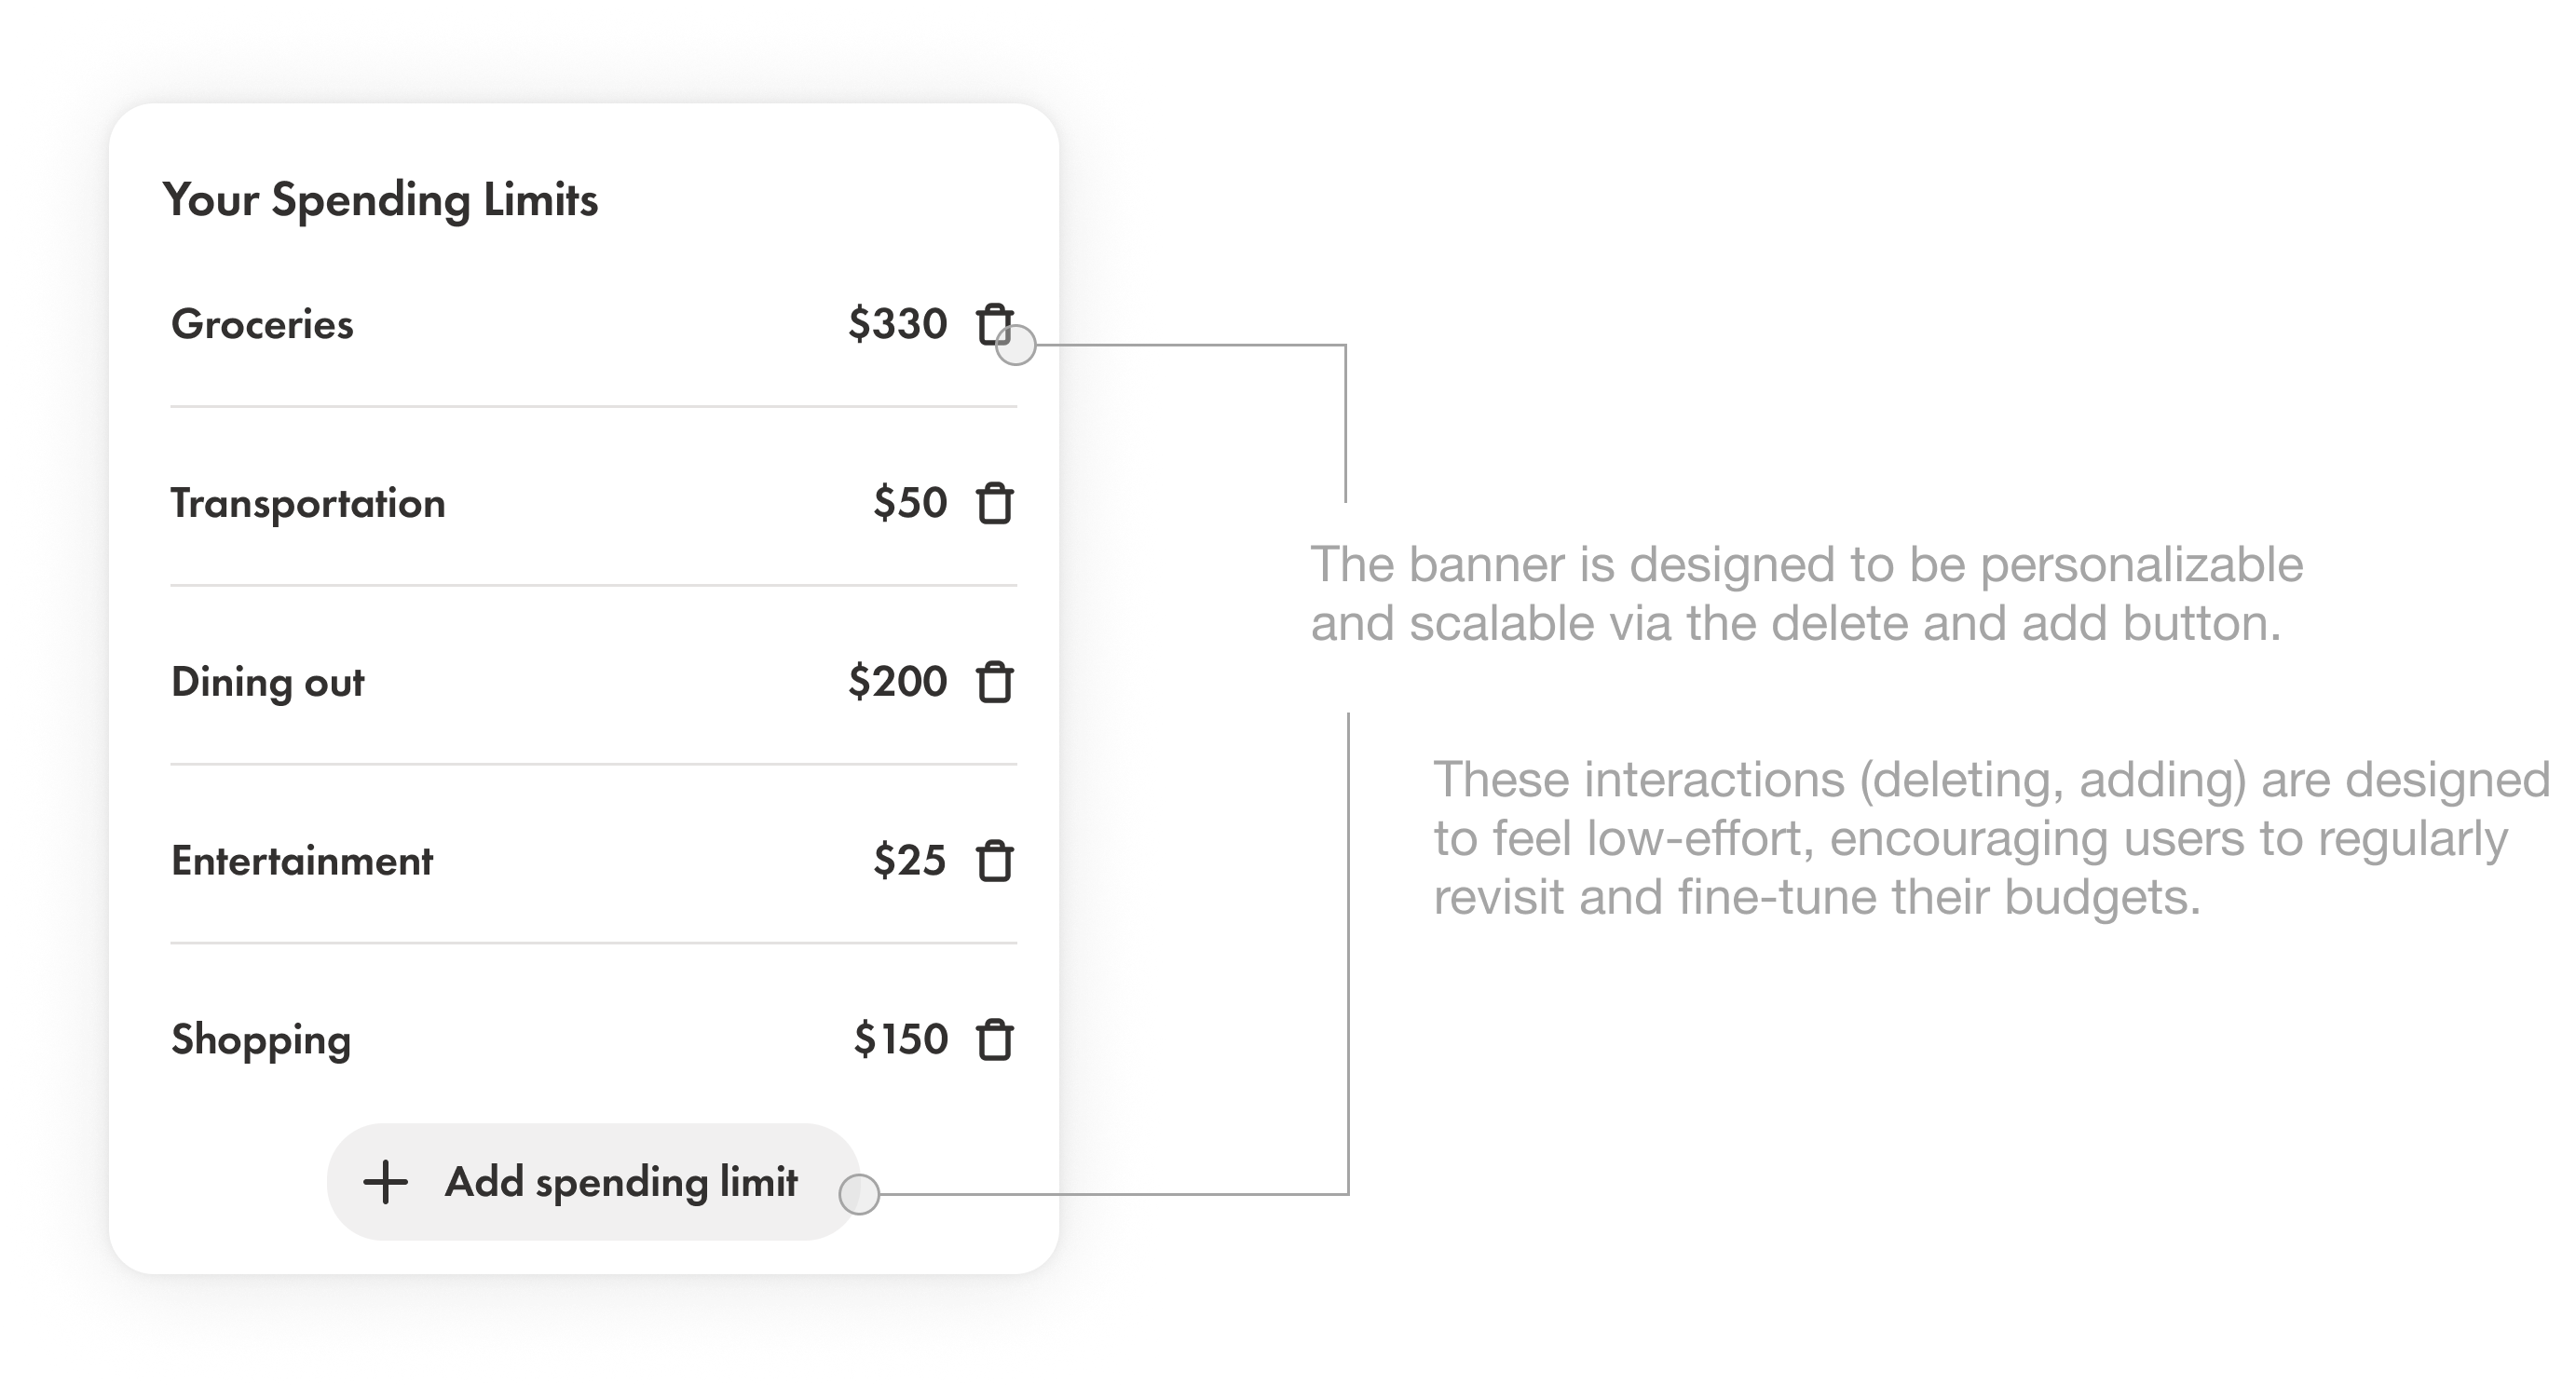 Your Spending Limits
Groceries $330
Transportation $50
Dining out $200
Entertainment $25
Shopping $150
Add spending limit
The banner is designed to be personalizable
and scalable via the delete and add button.
These interactions (deleting, adding) are designed
to feel low-effort, encouraging users to regularly
revisit and fine-tune their budgets.